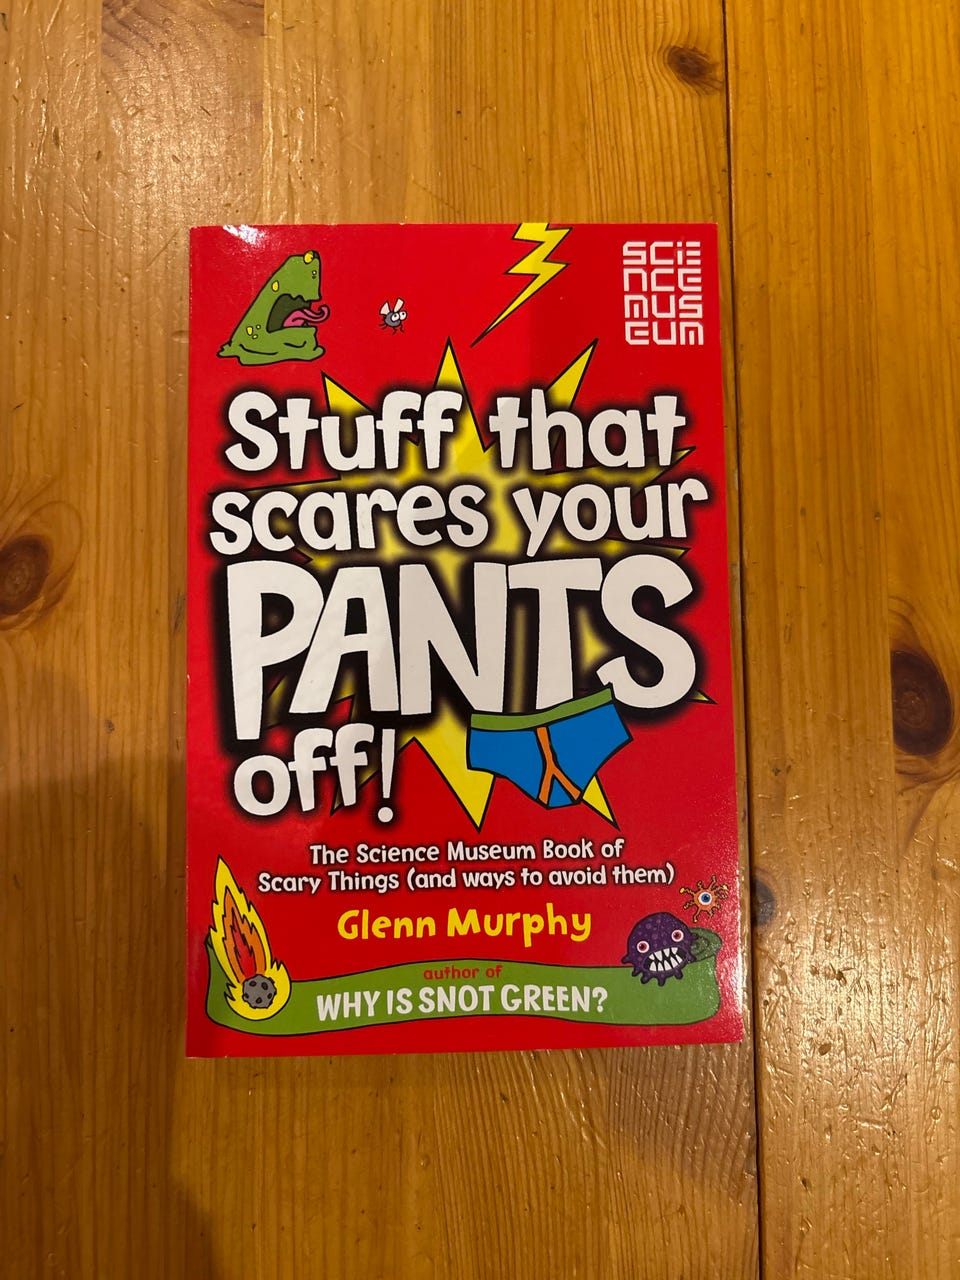 SCIE
NCE
MUS
EUM
Stuff that
scares your
PANTS
off!
The Science Museum Book of
Scary Things (and ways to avoid them)
Glenn Murphy
author of
WHY IS SNOT GREEN?